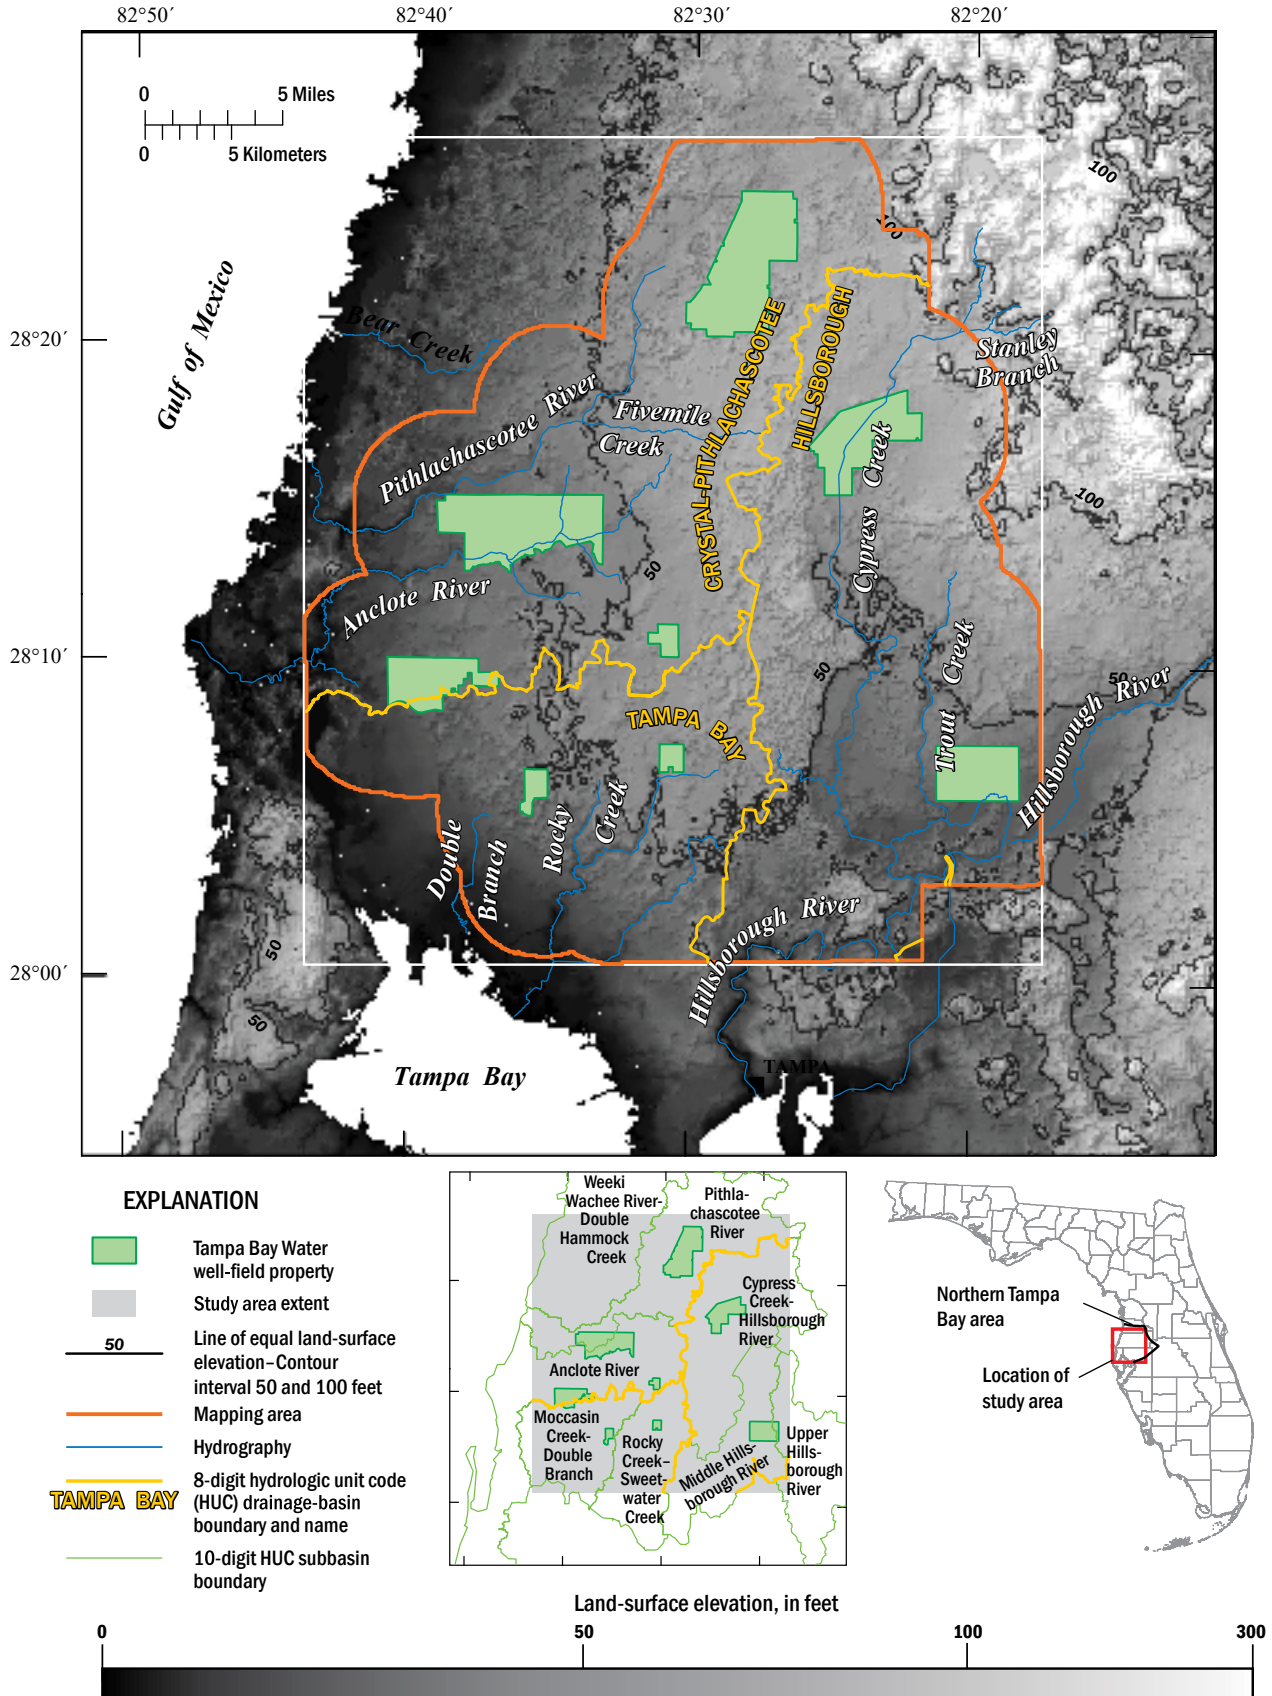 82°50´
82°40´
82°30´
82°20´
0
5 Miles
0
5 Kilometers
100
100
Gulf of Mexico
28°20´
Bear Creek
Stanley
Branch
CRYSTAL-PITHLACHASCOTEE
HILLSBOROUGH
Pithlachascotee River
Fivemile
Creek
Cypress Creek
100
50
Anclote River
28°10´
50
Trout Creek
50
Hillsborough River
TAMPA BAY
Rocky Creek
Double Branch
Hillsborough River
50
28°00´
50
Tampa Bay
TAMPA
EXPLANATION
Tampa Bay Water
well-field property
Study area extent
50
Line of equal land-surface
elevation–Contour
interval 50 and 100 feet
Mapping area
Hydrography
TAMPA BAY
8-digit hydrologic unit code
(HUC) drainage-basin
boundary and name
10-digit HUC subbasin
boundary
Weeki
Wachee River-
Double
Hammock
Creek
Pithla-
chascotee
River
Cypress
Creek-
Hillsborough
River
Anclote River
Moccasin
Creek-
Double
Branch
Rocky
Creek–
Sweet-
water
Creek
Middle Hills-
borough River
Upper
Hills-
borough
River
Northern Tampa
Bay area
Location of
study area
Land-surface elevation, in feet
0
50
100
300